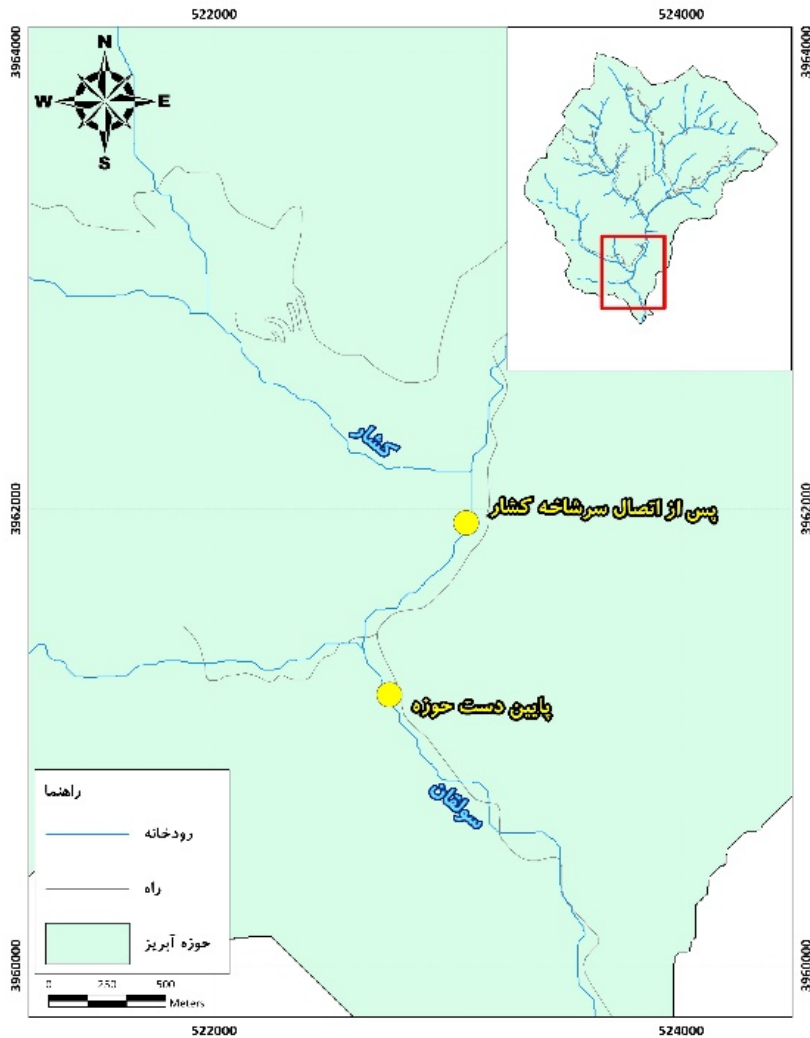 522000
524000
3964000
3964000
N
W
E
S
کشار
3962000
3962000
پس از اتصال سرشاخه کشار
پایین دست حوزه
سولقان
راهنما
رودخانه
راه
حوزه آبریز
3960000
3960000
0 250 500
Meters
522000
524000